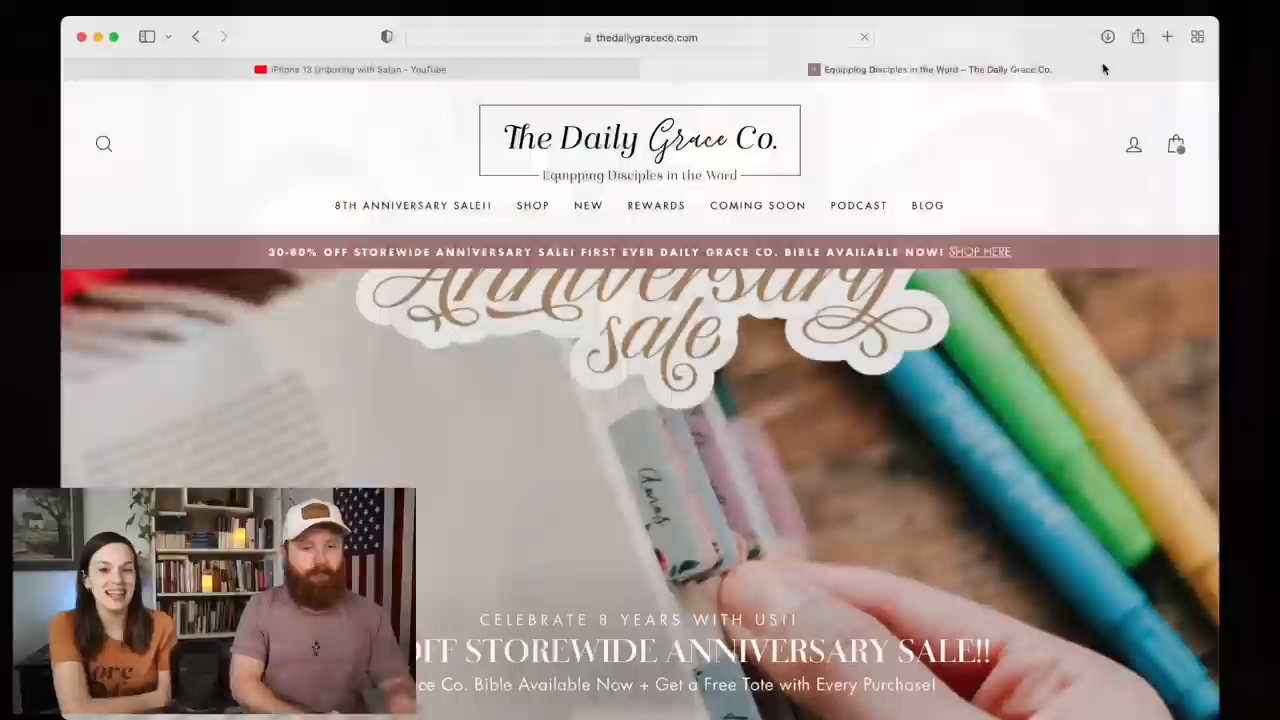 thedailygraceco.com
iPhone 13 Unboxing with Satan - YouTube
Equipping Disciples in the Word – The Daily Grace Co.
The Daily Grace Co.
Equipping Disciples in the Word
8TH ANNIVERSARY SALE!! SHOP NEW REWARDS COMING SOON PODCAST BLOG
20-60% OFF STOREWIDE ANNIVERSARY SALE! FIRST EVER DAILY GRACE CO. BIBLE AVAILABLE NOW! SHOP HERE
Anniversary
sale
CELEBRATE 8 YEARS WITH US!!
OFF STOREWIDE ANNIVERSARY SALE!!
Co. Bible Available Now + Get a Free Tote with Every Purchase!